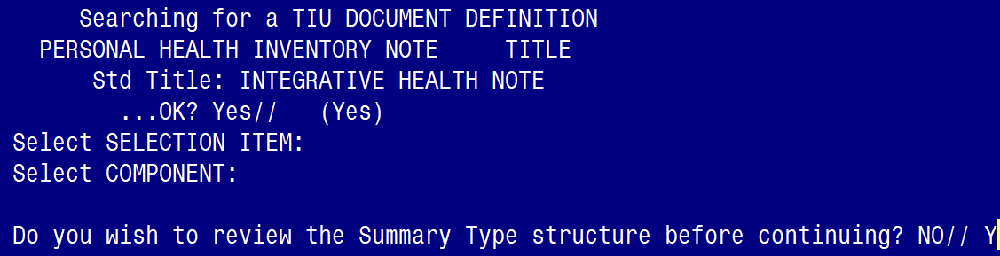 Searching for a TIU DOCUMENT DEFINITION
PERSONAL HEALTH INVENTORY NOTE     TITLE
Std Title: INTEGRATIVE HEALTH NOTE
...OK? Yes//   (Yes)
Select SELECTION ITEM:
Select COMPONENT:
Do you wish to review the Summary Type structure before continuing? NO// Y